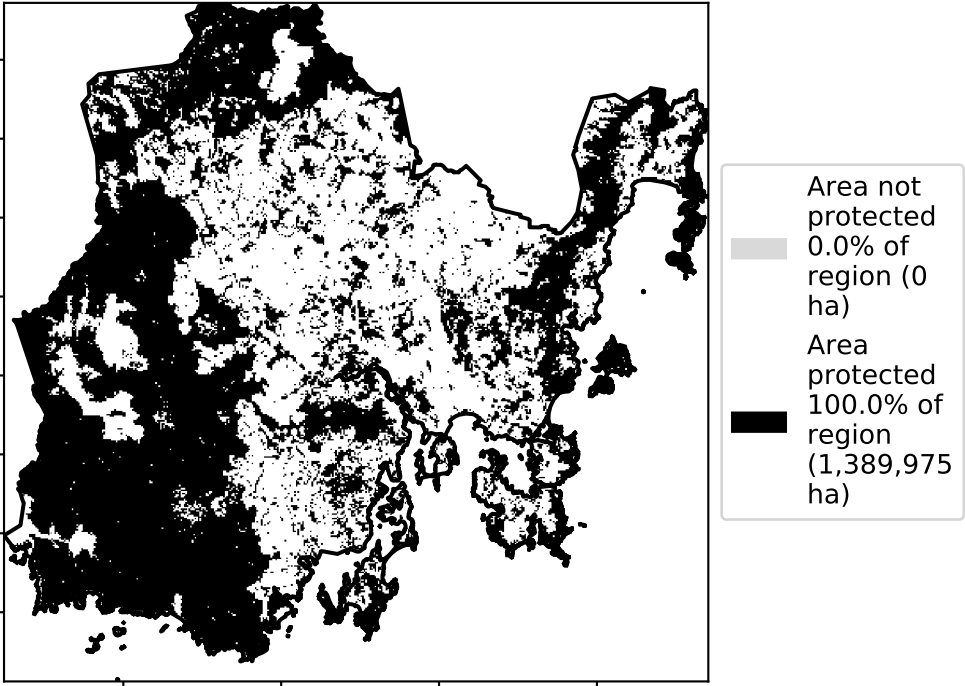 Area not
protected
0.0% of
region (0
ha)
Area
protected
100.0% of
region
(1,389,975
ha)